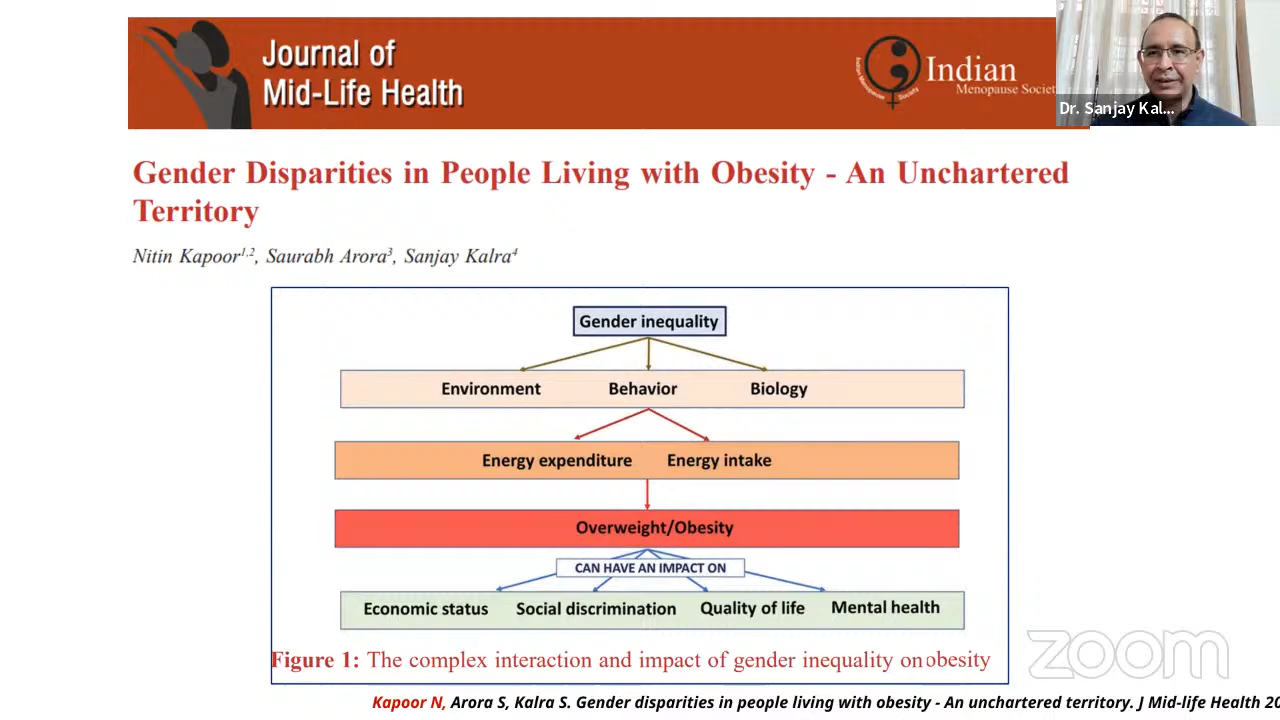 Journal of
Mid-Life Health
Indian
Menopause
Dr. Sanjay Kal...
Gender Disparities in People Living with Obesity - An Unchartered
Territory
Nitin Kapoor1,2, Saurabh Arora3, Sanjay Kalra4
Gender inequality
Environment Behavior Biology
Energy expenditure Energy intake
Overweight/Obesity
CAN HAVE AN IMPACT ON
Economic status Social discrimination Quality of life Mental health
Figure 1: The complex interaction and impact of gender inequality on obesity
zoom
Kapoor N, Arora S, Kalra S. Gender disparities in people living with obesity - An unchartered territory. J Mid-life Health 20